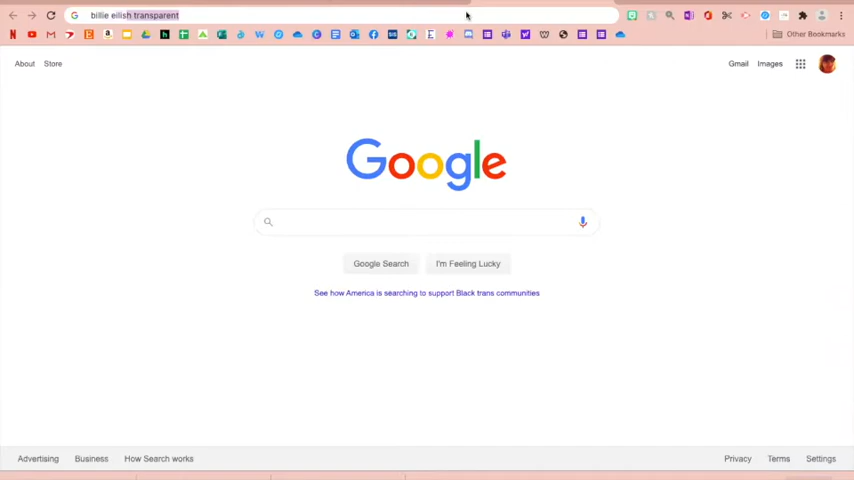 billie eilish transparent
Other Bookmarks
About Store
Gmail Images
Google
Google Search I'm Feeling Lucky
See how America is searching to support Black trans communities
Advertising Business How Search works
Privacy Terms Settings